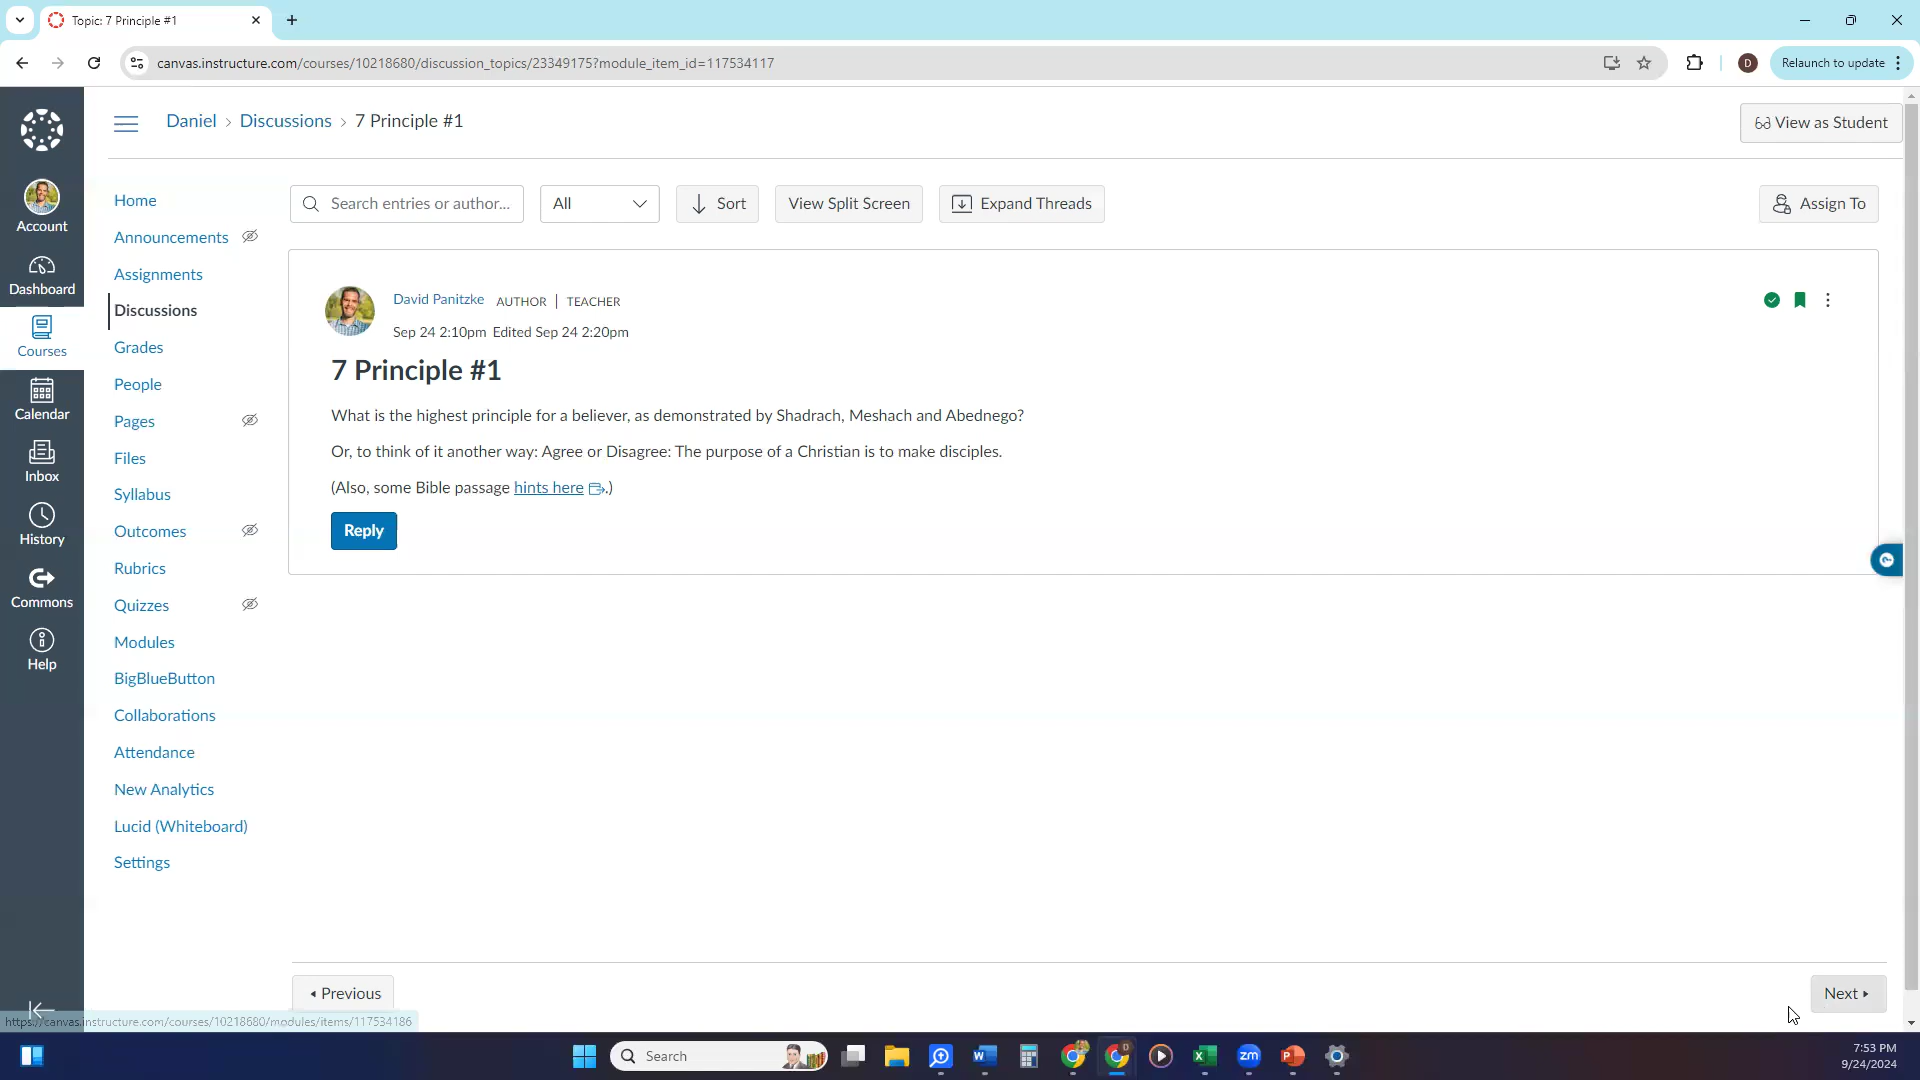 Topic: 7 Principle #1
canvas.instructure.com/courses/10218680/discussion_topics/23349175?module_item_id=117534117
D
Relaunch to update
Daniel › Discussions › 7 Principle #1
View as Student
Account
Dashboard
Courses
Calendar
Inbox
History
Commons
Help
Home
Announcements
Assignments
Discussions
Grades
People
Pages
Files
Syllabus
Outcomes
Rubrics
Quizzes
Modules
BigBlueButton
Collaborations
Attendance
New Analytics
Lucid (Whiteboard)
Settings
Search entries or author...
All
Sort
View Split Screen
Expand Threads
Assign To
David Panitzke AUTHOR | TEACHER
Sep 24 2:10pm Edited Sep 24 2:20pm
7 Principle #1
What is the highest principle for a believer, as demonstrated by Shadrach, Meshach and Abednego?
Or, to think of it another way: Agree or Disagree: The purpose of a Christian is to make disciples.
(Also, some Bible passage hints here .)
Reply
Previous
Next
https://canvas.instructure.com/courses/10218680/modules/items/117534186
Search
zm
7:53 PM
9/24/2024